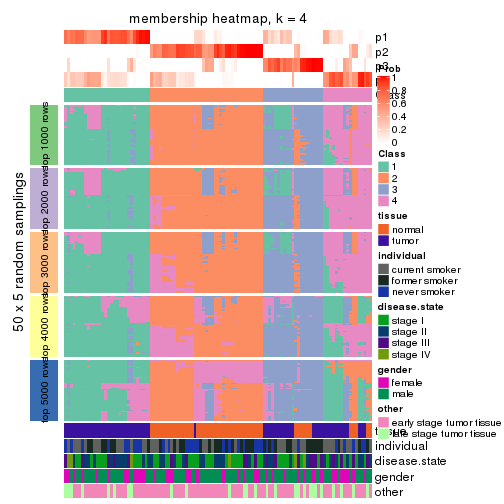 membership heatmap, k = 4
p1
p2
p3
Prob
1
0.8
0.6
0.4
0.2
0
Class
1
2
3
4
tissue
normal
tumor
individual
current smoker
former smoker
never smoker
disease.state
stage I
stage II
stage III
stage IV
gender
female
male
other
early stage tumor tissue
late stage tumor tissue
50 x 5 random samplings
top 1000 rows
top 2000 rows
top 3000 rows
top 4000 rows
top 5000 rows
tissue
individual
disease.state
gender
other